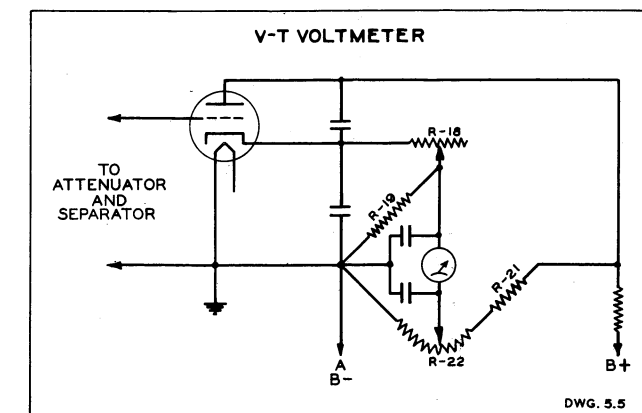 V-T VOLTMETER
R-18
TO
ATTENUATOR
AND
SEPARATOR
R-19
R-21
R-22
A
B-
B+
DWG. 5.5